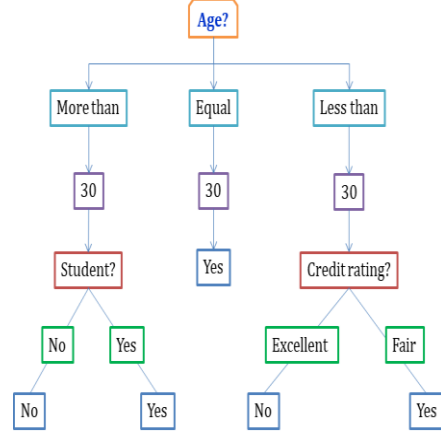 Age?
More than
Equal
Less than
30
30
30
Student?
Yes
Credit rating?
No
Yes
Excellent
Fair
No
Yes
No
Yes